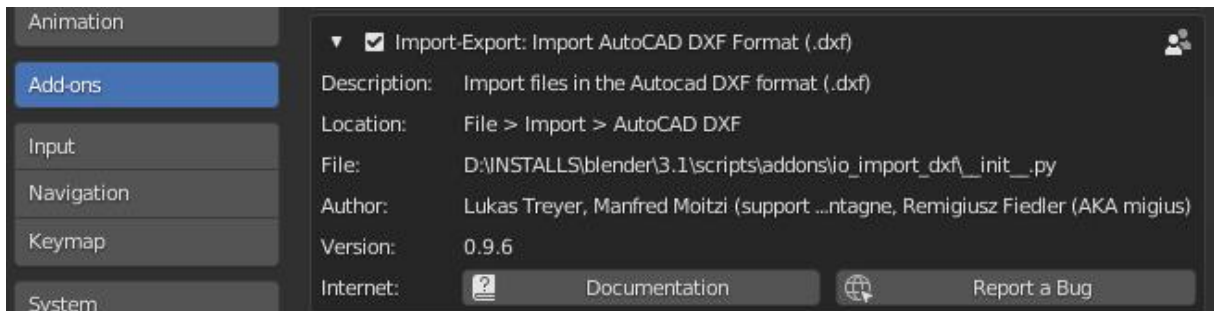 Animation
Add-ons
Input
Navigation
Keymap
System
Import-Export: Import AutoCAD DXF Format (.dxf)
Description: Import files in the Autocad DXF format (.dxf)
Location: File > Import > AutoCAD DXF
File: D:\INSTALLS\blender\3.1\scripts\addons\io_import_dxf\__init__.py
Author: Lukas Treyer, Manfred Moitzi (support ...ntagne, Remigiusz Fiedler (AKA migius)
Version: 0.9.6
Internet: Documentation Report a Bug